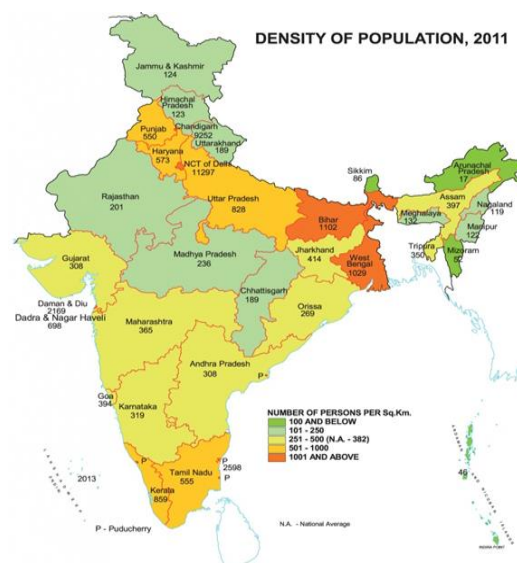 DENSITY OF POPULATION, 2011
Jammu & Kashmir
124
Himachal
Pradesh
123
Punjab
550
Chandigarh
9252
Uttarakhand
189
Haryana
573
NCT of Delhi
11297
Rajasthan
201
Uttar Pradesh
828
Sikkim
86
Arunachal
Pradesh
17
Assam
397
Nagaland
119
Meghalaya
132
Manipur
122
Tripura
350
Mizoram
52
Bihar
1102
West
Bengal
1029
Jharkhand
414
Gujarat
308
Madhya Pradesh
236
Chhattisgarh
189
Orissa
269
Daman & Diu
2169
Dadra & Nagar Haveli
698
Maharashtra
365
Andhra Pradesh
308
P
Goa
394
Karnataka
319
NUMBER OF PERSONS PER Sq.Km.
100 AND BELOW
101 - 250
251 - 500 (N.A. - 382)
501 - 1000
1001 AND ABOVE
P
P
2598
P
2013
Tamil Nadu
555
Kerala
859
46
P - Puducherry
N.A. - National Average
INDIRA POINT